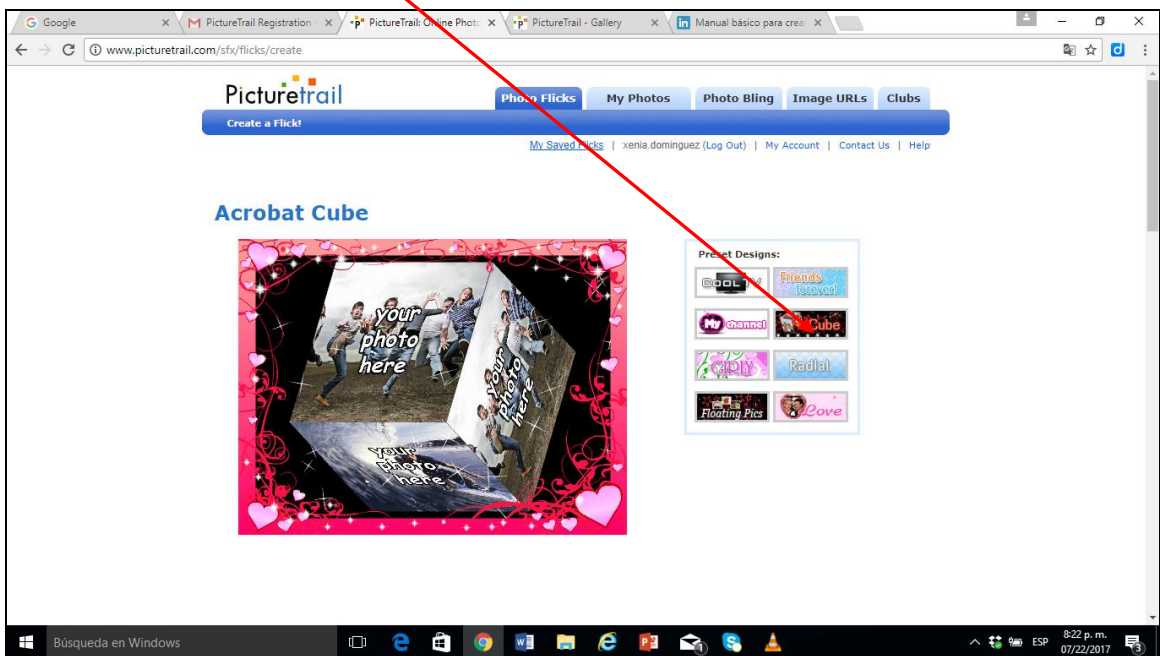 Google
PictureTrail Registration -
PictureTrail: Online Photo
PictureTrail - Gallery
Manual básico para crea
www.picturetrail.com/sfx/flicks/create
Picturetrail
Photo Flicks
My Photos
Photo Bling
Image URLs
Clubs
Create a Flick!
My Saved Flicks | xenia.dominguez (Log Out) | My Account | Contact Us | Help
Acrobat Cube
your
photo
here
your
photo
here
your
photo
here
Preset Designs:
COOL TV
Friends
forever!
My channel
Cube
GIRLY
Radial
Floating Pics
Love
Búsqueda en Windows
ESP
8:22 p. m.
07/22/2017